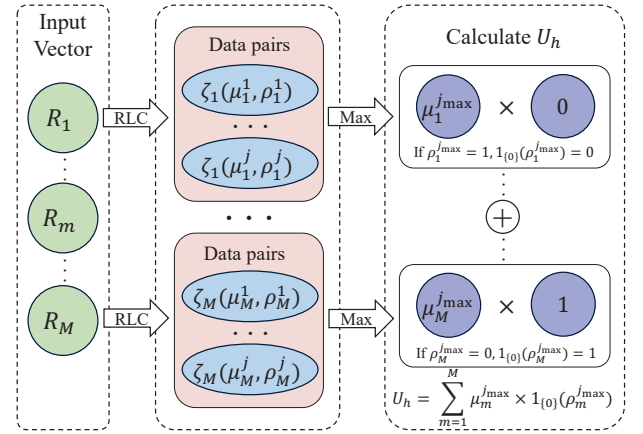 Input
Vector
R_1
R_m
R_M
RLC
RLC
Data pairs
ζ_1(μ_1^1, ρ_1^1)
· · ·
ζ_1(μ_1^j, ρ_1^j)
· · ·
Data pairs
ζ_M(μ_M^1, ρ_M^1)
· · ·
ζ_M(μ_M^j, ρ_M^j)
Max
Max
Calculate U_h
μ_1^{j_max} × 0
If ρ_1^{j_max} = 1, 1_{{0}}(ρ_1^{j_max}) = 0
+
μ_M^{j_max} × 1
If ρ_M^{j_max} = 0, 1_{{0}}(ρ_M^{j_max}) = 1
U_h = ∑_{m=1}^{M} μ_m^{j_max} × 1_{{0}}(ρ_m^{j_max})